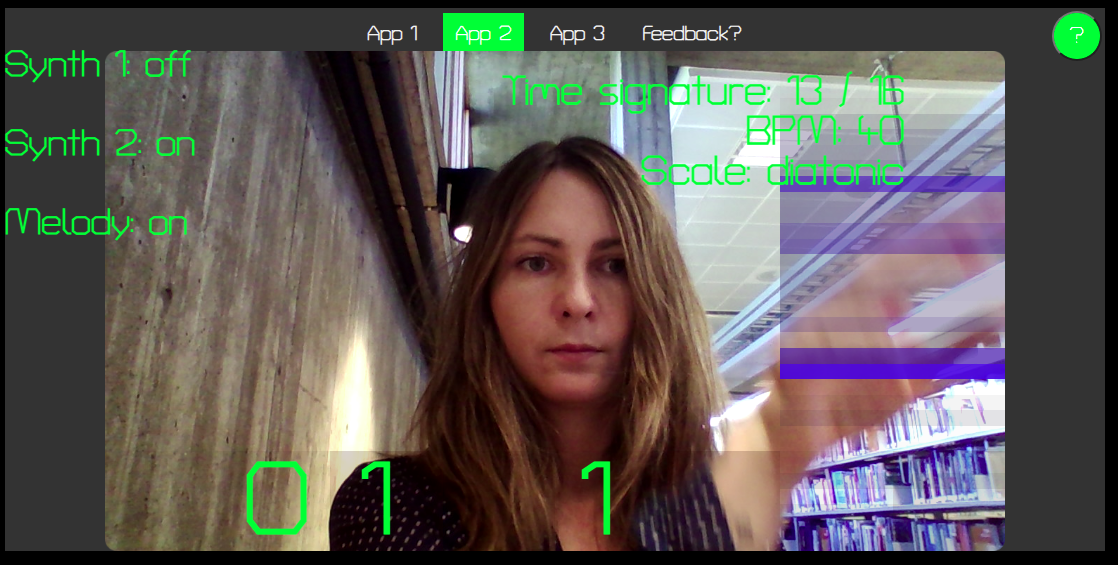 App 1 App 2 App 3 Feedback? ?
Synth 1: off
Synth 2: on
Melody: on
Time signature: 13 / 16
BPM: 40
Scale: diatonic
0 1 1